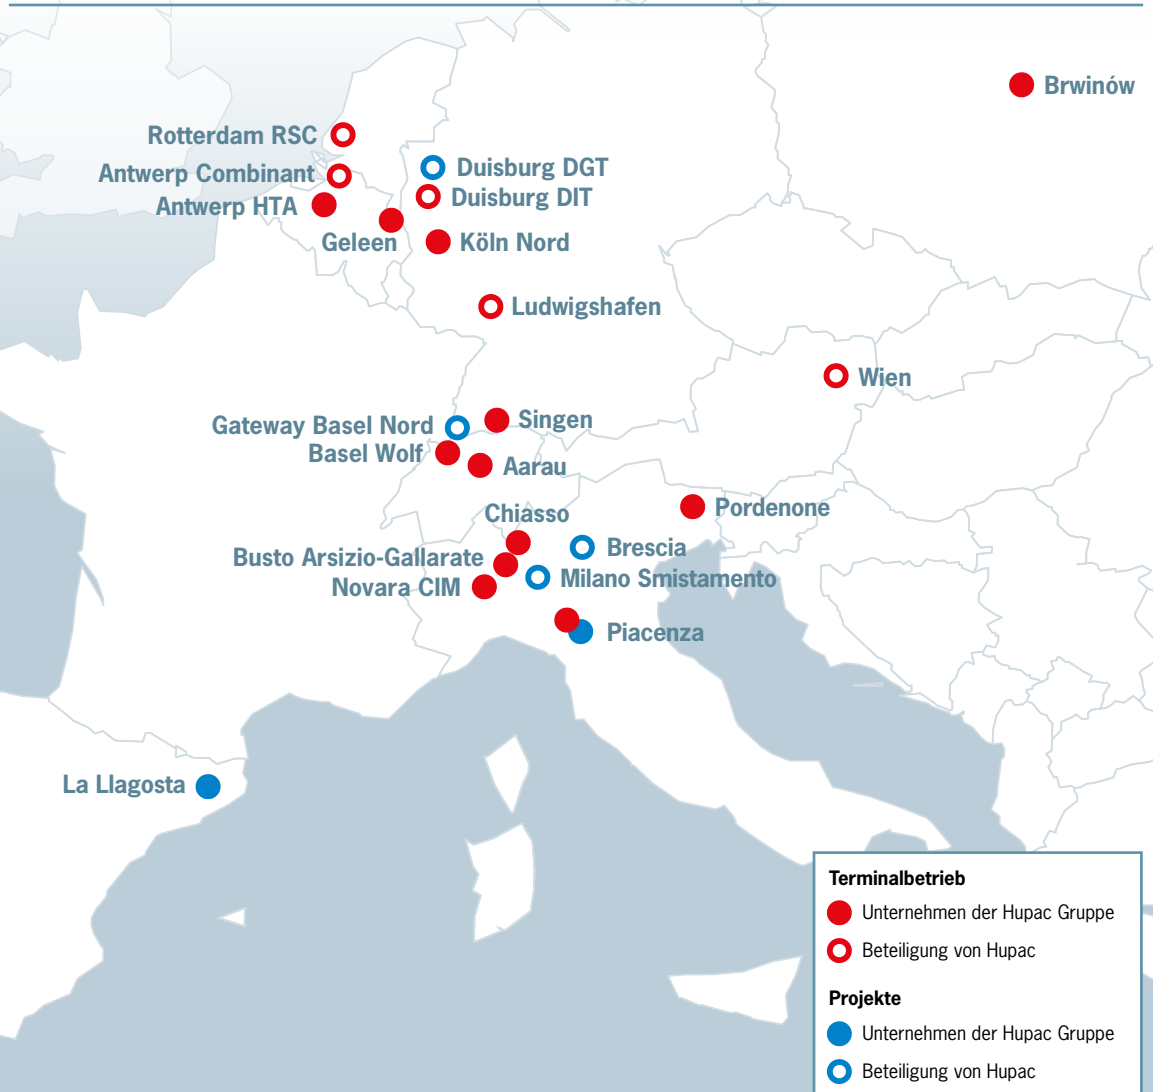 Brwinów
Rotterdam RSC
Duisburg DGT
Antwerp Combinant
Duisburg DIT
Antwerp HTA
Geleen
Köln Nord
Ludwigshafen
Wien
Gateway Basel Nord
Singen
Basel Wolf
Aarau
Chiasso
Pordenone
Brescia
Busto Arsizio-Gallarate
Milano Smistamento
Novara CIM
Piacenza
La Llagosta
Terminalbetrieb
Unternehmen der Hupac Gruppe
Beteiligung von Hupac
Projekte
Unternehmen der Hupac Gruppe
Beteiligung von Hupac